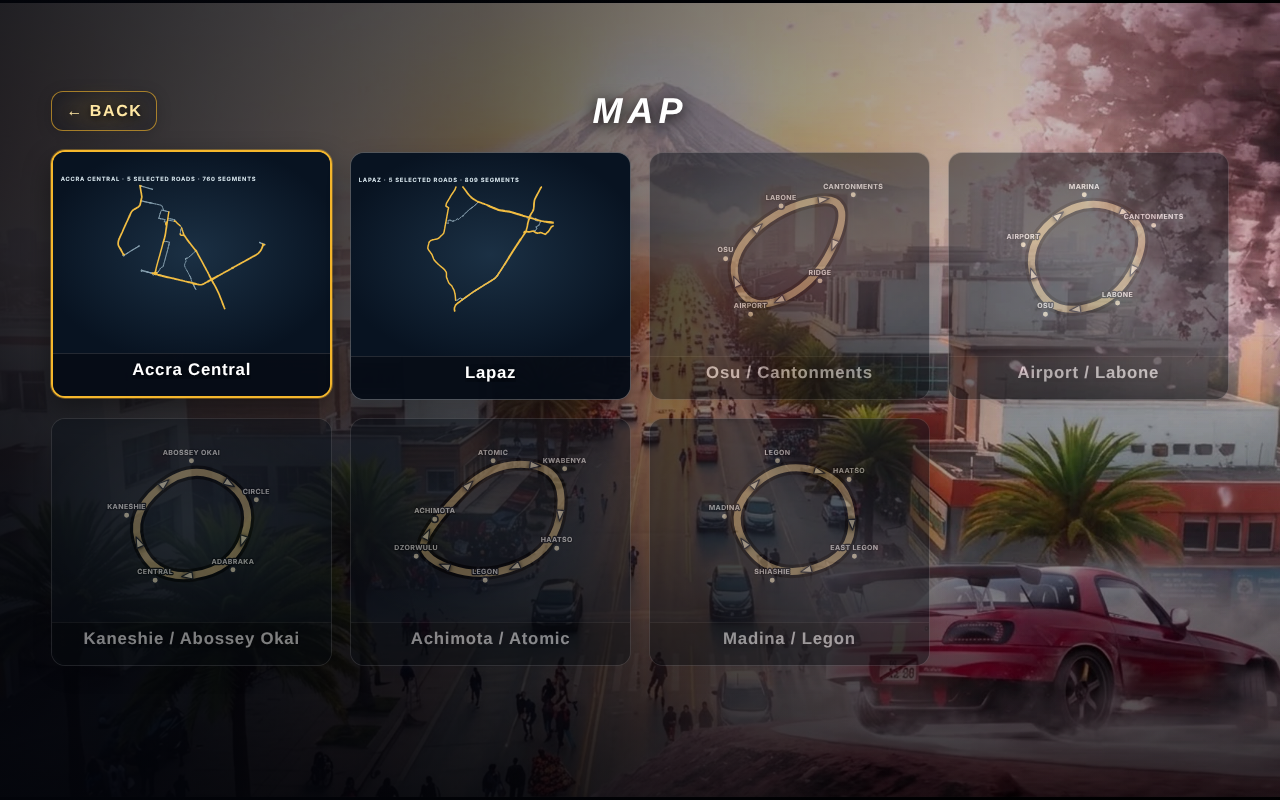 ← BACK
MAP
ACCRA CENTRAL · 5 SELECTED ROADS · 760 SEGMENTS
Accra Central
LAPAZ · 5 SELECTED ROADS · 809 SEGMENTS
Lapaz
CANTONMENTS
LABONE
OSU
RIDGE
AIRPORT
Osu / Cantonments
MARINA
CANTONMENTS
AIRPORT
LABONE
OSU
Airport / Labone
ABOSSEY OKAI
CIRCLE
KANESHIE
ADABRAKA
CENTRAL
Kaneshie / Abossey Okai
ATOMIC
KWABENYA
ACHIMOTA
HAATSO
DZORWULU
LEGON
Achimota / Atomic
LEGON
HAATSO
MADINA
EAST LEGON
SHIASHIE
Madina / Legon